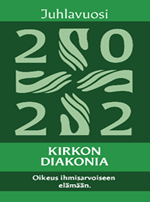 Juhlavuosi
20
22
KIRKON
DIAKONIA
Oikeus ihmisarvoiseen
elämään.